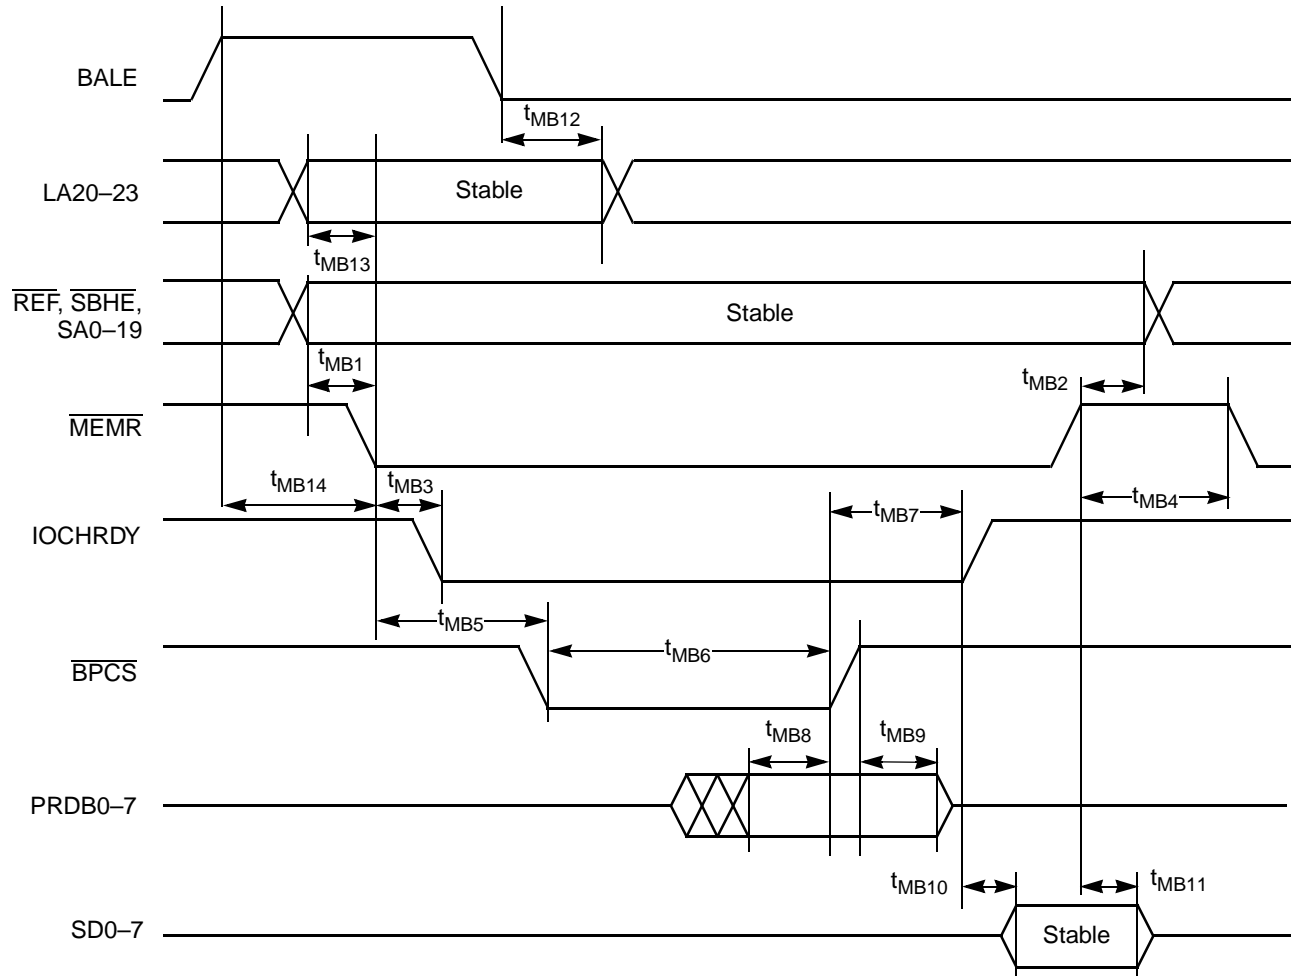 BALE
tMB12
LA20–23
Stable
tMB13
REF, SBHE,
SA0–19
Stable
tMB1
tMB2
MEMR
tMB14
tMB3
tMB4
tMB7
IOCHRDY
tMB5
tMB6
BPCS
tMB8
tMB9
PRDB0–7
tMB10
tMB11
SD0–7
Stable